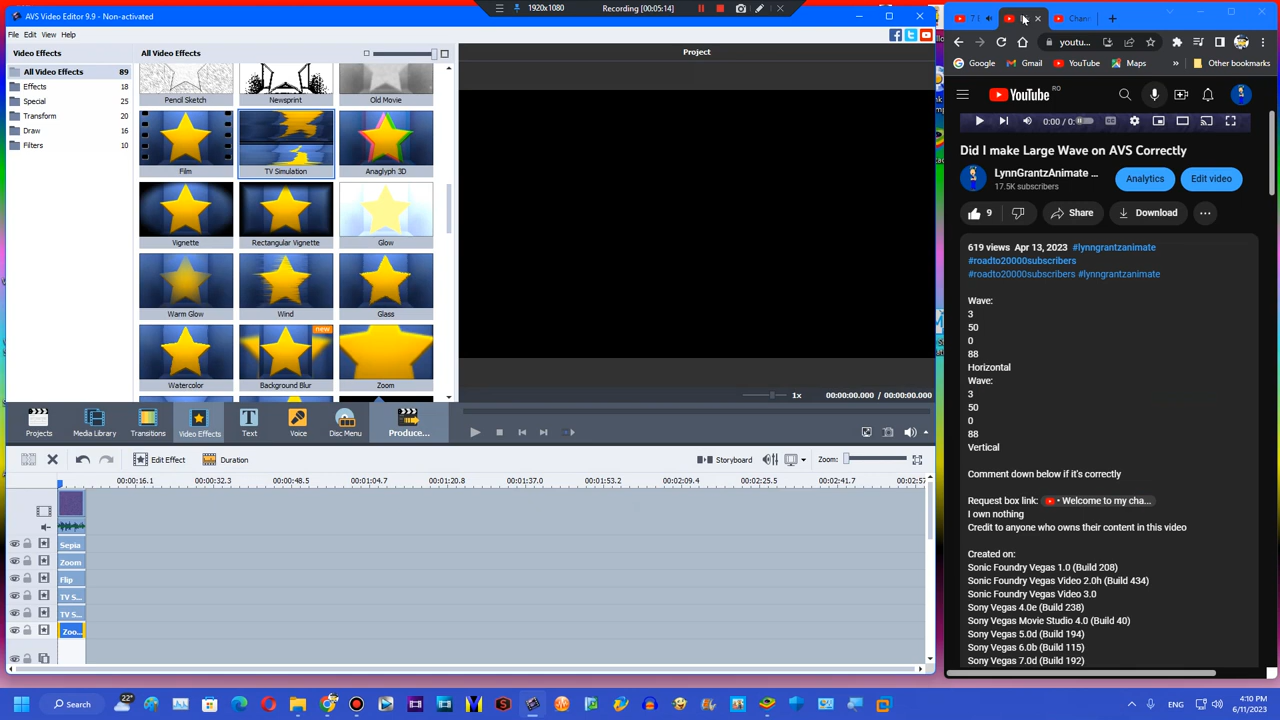 AVS Video Editor 9.9 - Non-activated
1920x1080
Recording [00:05:14]
7
Chann
youtu...
Google
Gmail
YouTube
Maps
Other bookmarks
File Edit View Help
Video Effects
All Video Effects 89
Effects 18
Special 25
Transform 20
Draw 16
Filters 10
All Video Effects
Pencil Sketch
Newsprint
Old Movie
Film
TV Simulation
Anaglyph 3D
Vignette
Rectangular Vignette
Glow
Warm Glow
Wind
Glass
new
Watercolor
Background Blur
Zoom
Project
1x
00:00:00.000 / 00:00:00.000
Projects
Media Library
Transitions
Video Effects
Text
Voice
Disc Menu
Produce...
Edit Effect
Duration
Storyboard
Zoom:
00:00:16.1
00:00:32.3
00:00:48.5
00:01:04.7
00:01:20.8
00:01:37.0
00:01:53.2
00:02:09.4
00:02:25.5
00:02:41.7
00:02:57
Sepia
Zoom
Flip
TV S...
TV S...
Zoo...
YouTube RO
0:00 / 0:
Did I make Large Wave on AVS Correctly
LynnGrantzAnimate ...
17.5K subscribers
Analytics
Edit video
9
Share
Download
619 views Apr 13, 2023 #lynngrantzanimate
#roadto20000subscribers
#roadto20000subscribers #lynngrantzanimate
Wave:
3
50
0
88
Horizontal
Wave:
3
50
0
88
Vertical
Comment down below if it's correctly
Request box link: • Welcome to my cha...
I own nothing
Credit to anyone who owns their content in this video
Created on:
Sonic Foundry Vegas 1.0 (Build 208)
Sonic Foundry Vegas Video 2.0h (Build 434)
Sonic Foundry Vegas Video 3.0
Sony Vegas 4.0e (Build 238)
Sony Vegas Movie Studio 4.0 (Build 40)
Sony Vegas 5.0d (Build 194)
Sony Vegas 6.0b (Build 115)
Sony Vegas 7.0d (Build 192)
Search
22°
ENG
4:10 PM
6/11/2023